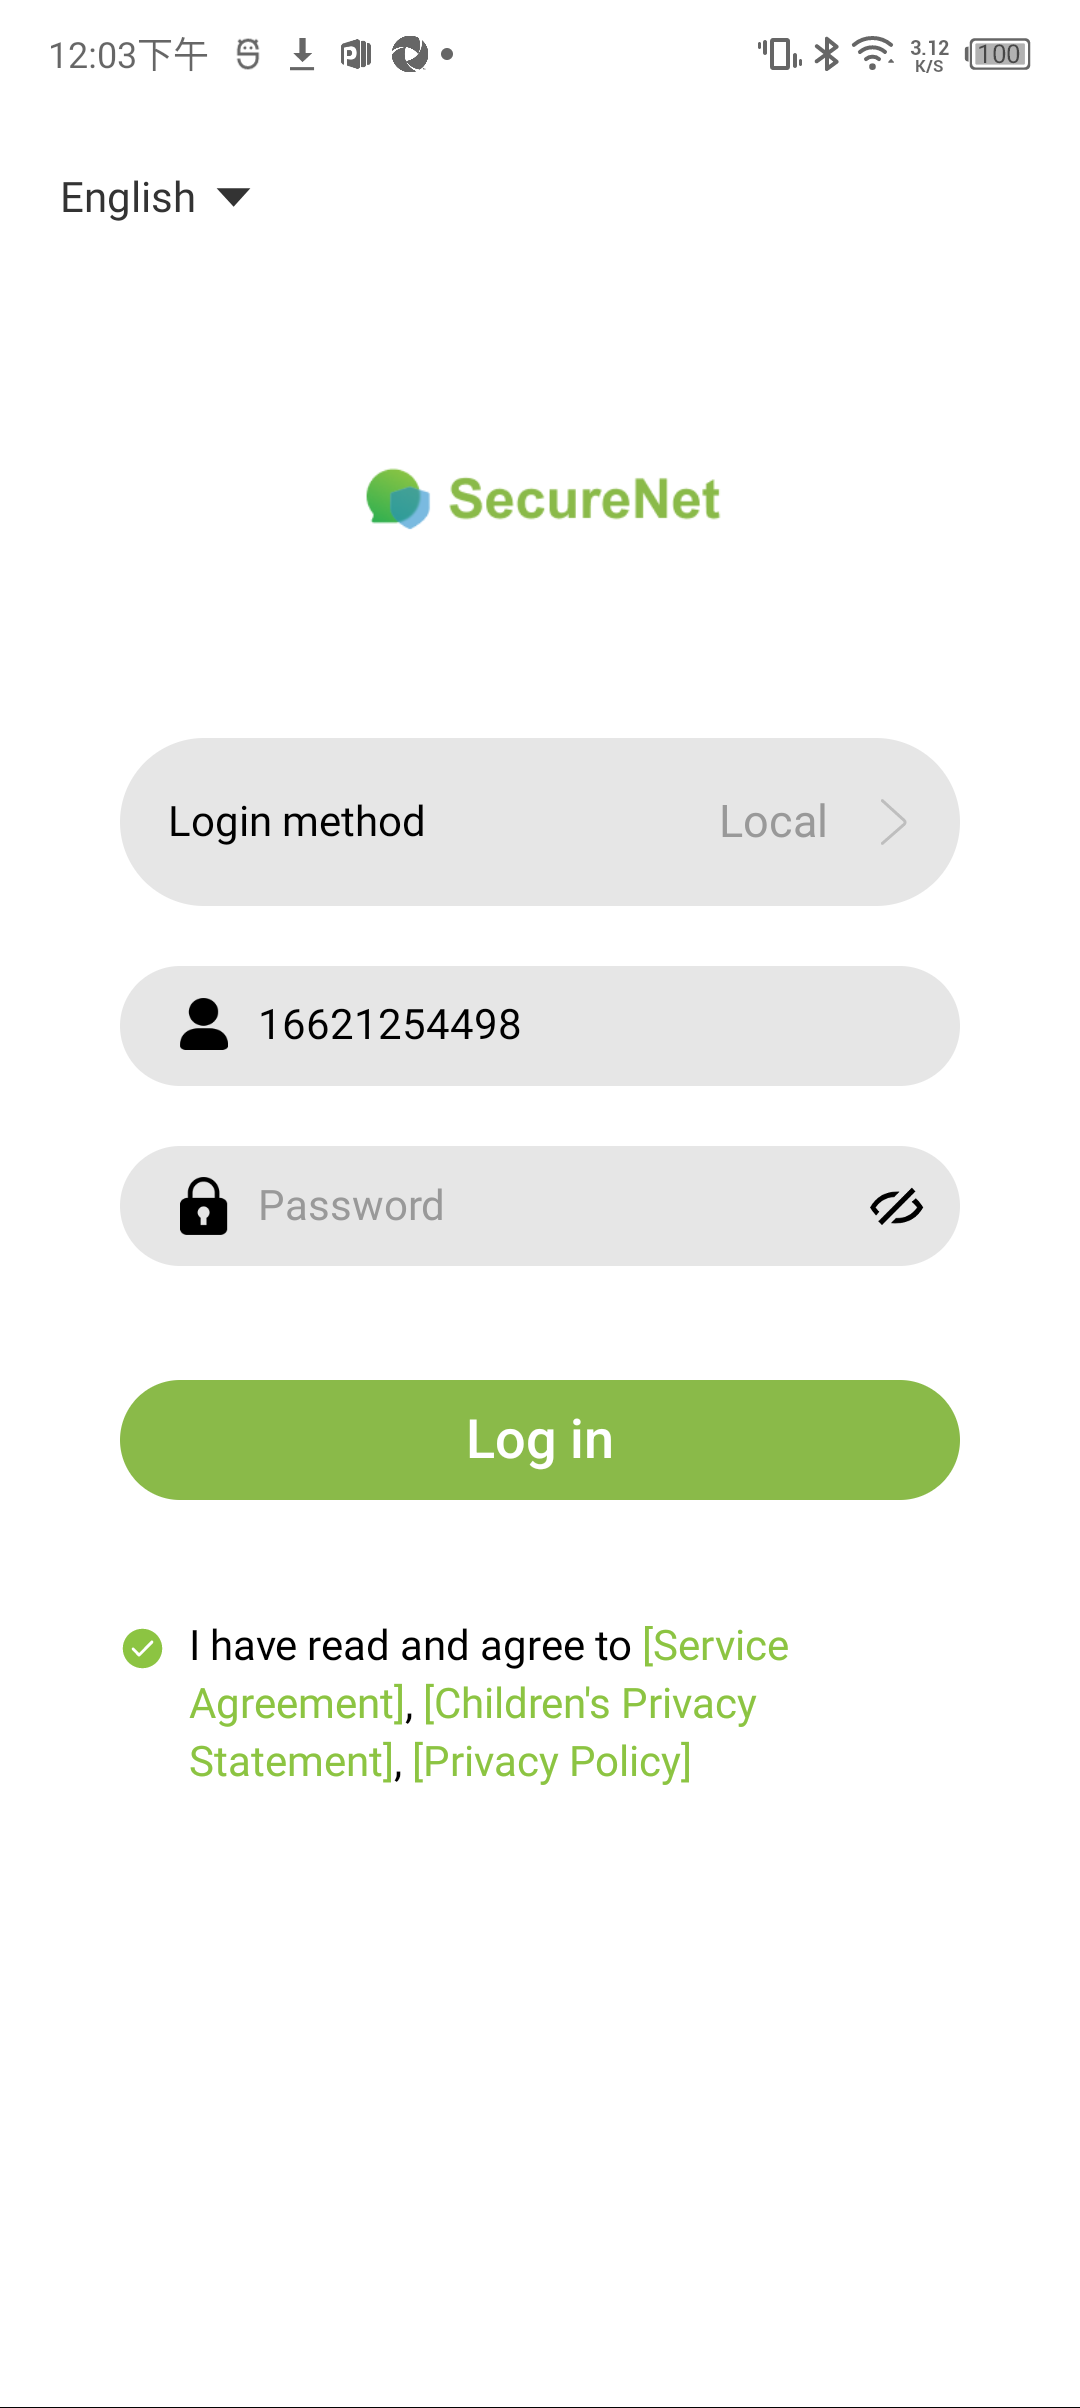 12:03下午
3.12
K/S
100
English
SecureNet
Login method Local
16621254498
Password
Log in
I have read and agree to [Service
Agreement], [Children's Privacy
Statement], [Privacy Policy]